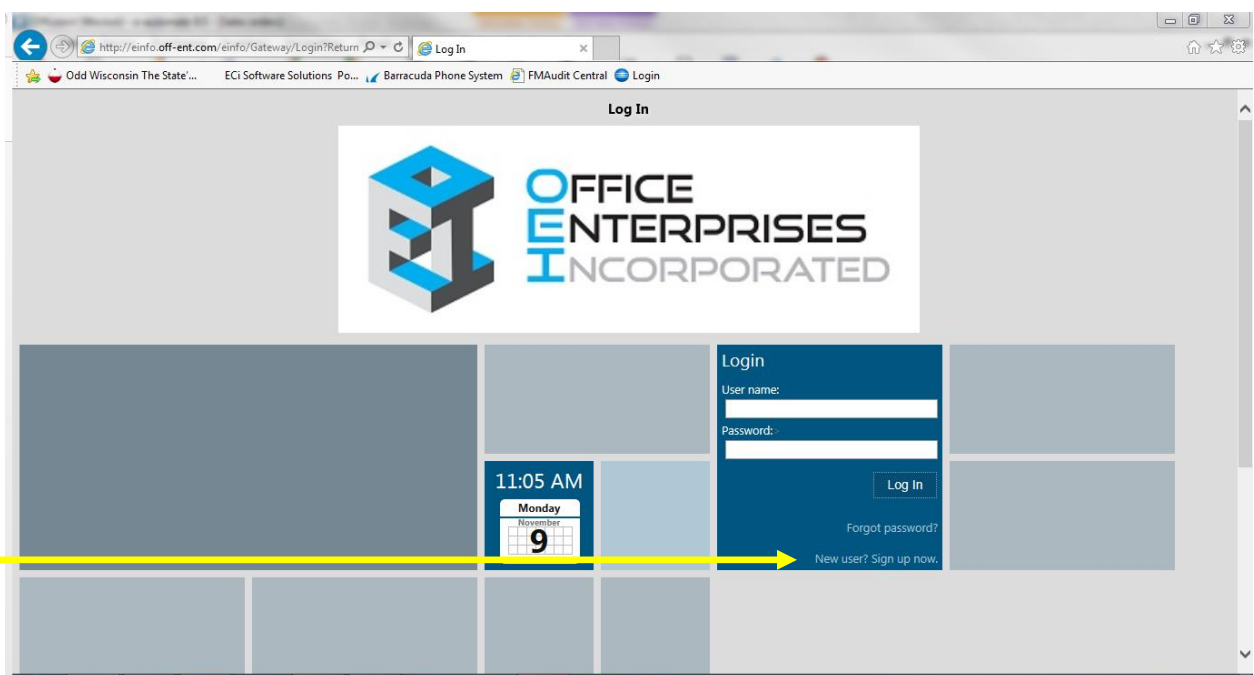 http://einfo.off-ent.com/einfo/Gateway/Login?Return
Log In
Odd Wisconsin The State'... ECi Software Solutions Po... Barracuda Phone System FMAudit Central Login
Log In
OEI
OFFICE
ENTERPRISES
INCORPORATED
Login
User name:
Password:>
Log In
Forgot password?
New user? Sign up now.
11:05 AM
Monday
November
9